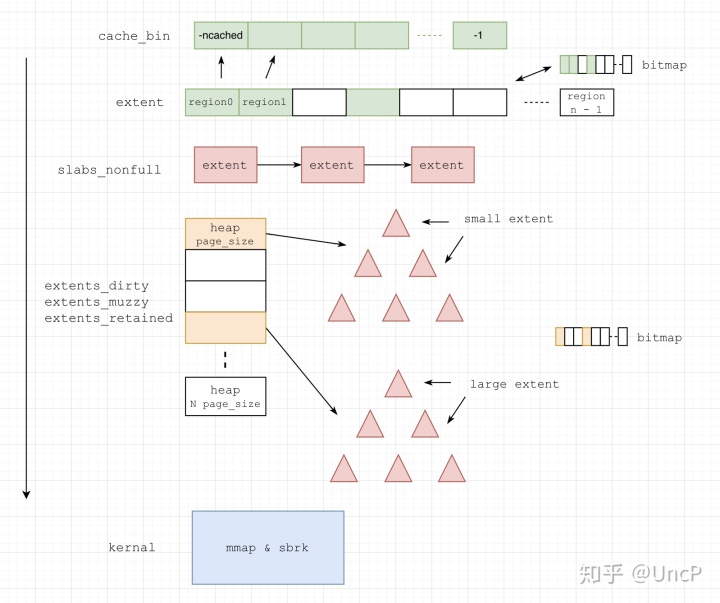 cache_bin
-ncached
-1
bitmap
extent
region0
region1
region
n - 1
slabs_nonfull
extent
extent
extent
heap
page_size
small extent
extents_dirty
extents_muzzy
extents_retained
bitmap
heap
N page_size
large extent
kernal
mmap & sbrk
知乎 @UncP